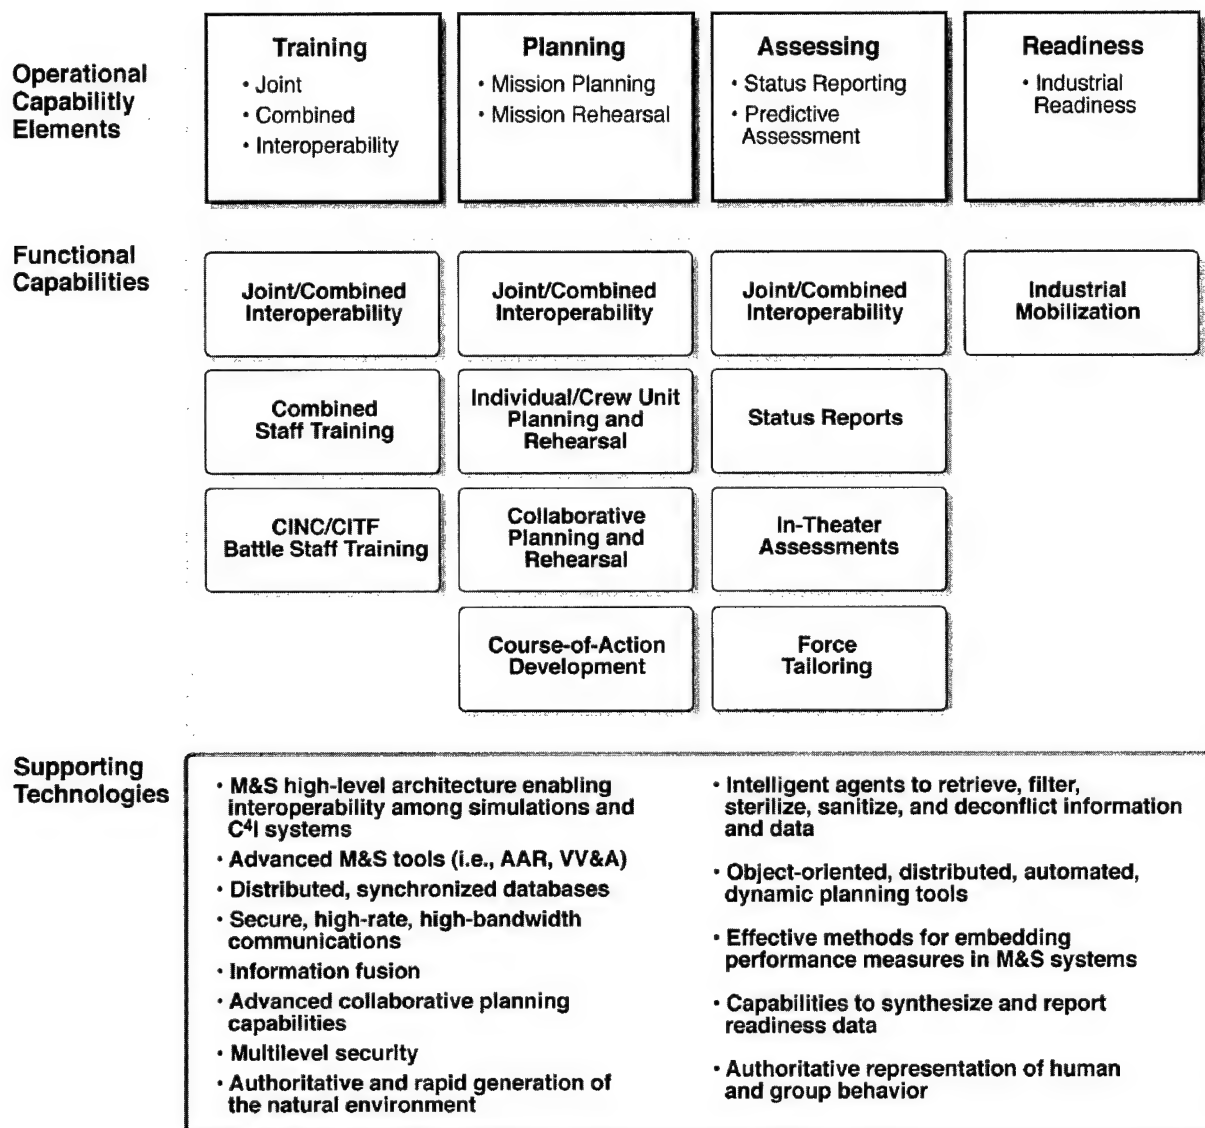 Operational
Capabilitly
Elements
Training
• Joint
• Combined
• Interoperability
Planning
• Mission Planning
• Mission Rehearsal
Assessing
• Status Reporting
• Predictive
Assessment
Readiness
• Industrial
Readiness
Functional
Capabilities
Joint/Combined
Interoperability
Joint/Combined
Interoperability
Joint/Combined
Interoperability
Industrial
Mobilization
Combined
Staff Training
Individual/Crew Unit
Planning and
Rehearsal
Status Reports
CINC/CITF
Battle Staff Training
Collaborative
Planning and
Rehearsal
In-Theater
Assessments
Course-of-Action
Development
Force
Tailoring
Supporting
Technologies
• M&S high-level architecture enabling
interoperability among simulations and
C⁴I systems
• Advanced M&S tools (i.e., AAR, VV&A)
• Distributed, synchronized databases
• Secure, high-rate, high-bandwidth
communications
• Information fusion
• Advanced collaborative planning
capabilities
• Multilevel security
• Authoritative and rapid generation of
the natural environment
• Intelligent agents to retrieve, filter,
sterilize, sanitize, and deconflict information
and data
• Object-oriented, distributed, automated,
dynamic planning tools
• Effective methods for embedding
performance measures in M&S systems
• Capabilities to synthesize and report
readiness data
• Authoritative representation of human
and group behavior